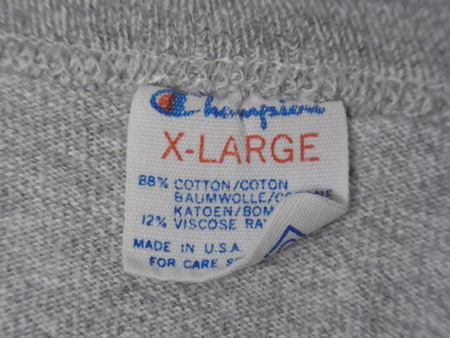 Champion
X-LARGE
88% COTTON/COTON
BAUMWOLLE/
KATOEN/
12% VISCOSE
MADE IN U.S.A.
FOR CARE